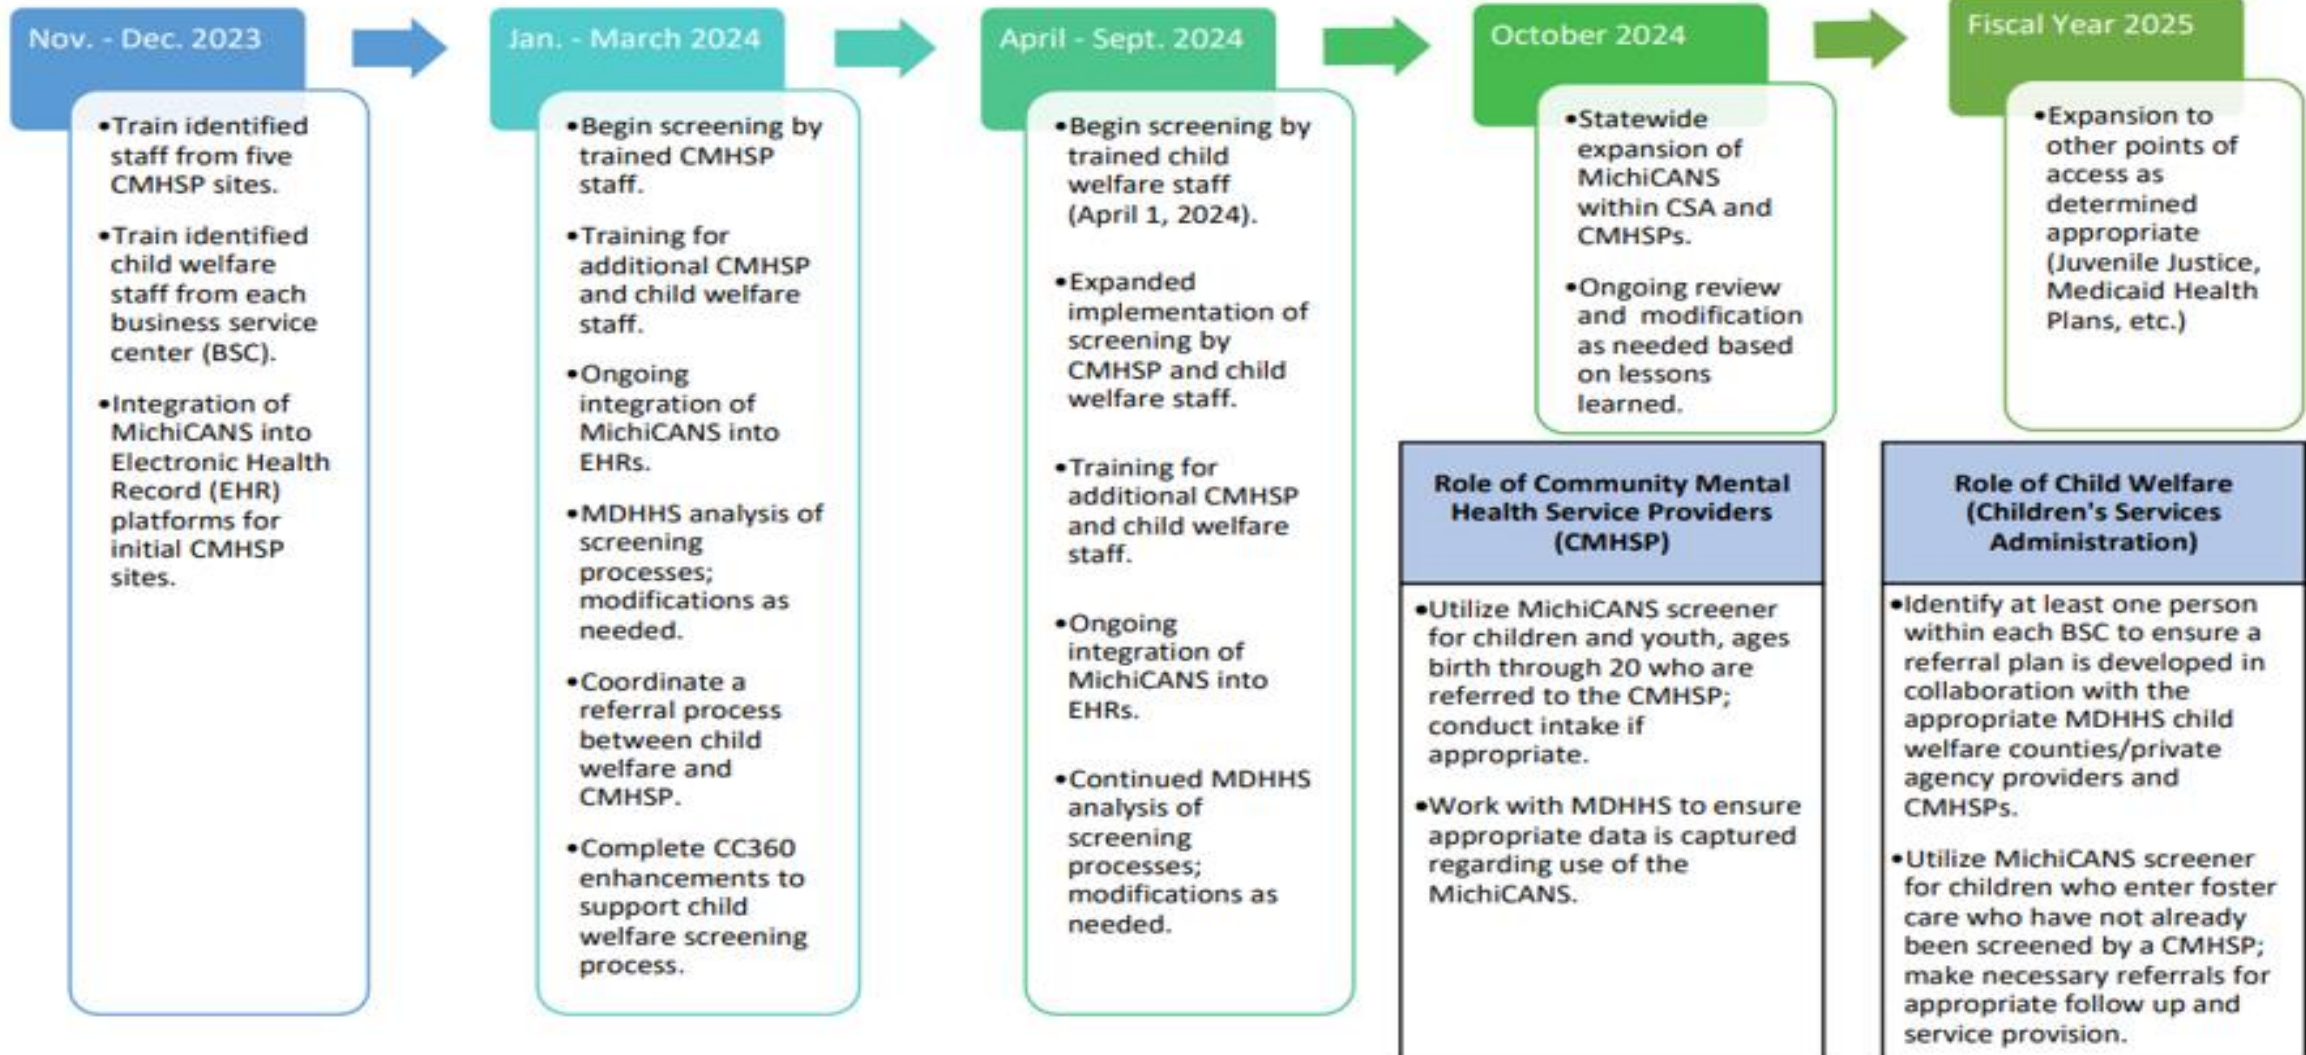 Nov. - Dec. 2023
•Train identified
staff from five
CMHSP sites.
•Train identified
child welfare
staff from each
business service
center (BSC).
•Integration of
MichiCANS into
Electronic Health
Record (EHR)
platforms for
initial CMHSP
sites.
Jan. - March 2024
•Begin screening by
trained CMHSP
staff.
•Training for
additional CMHSP
and child welfare
staff.
•Ongoing
integration of
MichiCANS into
EHRs.
•MDHHS analysis of
screening
processes;
modifications as
needed.
•Coordinate a
referral process
between child
welfare and
CMHSP.
•Complete CC360
enhancements to
support child
welfare screening
process.
April - Sept. 2024
•Begin screening by
trained child
welfare staff
(April 1, 2024).
•Expanded
implementation of
screening by
CMHSP and child
welfare staff.
•Training for
additional CMHSP
and child welfare
staff.
•Ongoing
integration of
MichiCANS into
EHRs.
•Continued MDHHS
analysis of
screening
processes;
modifications as
needed.
October 2024
•Statewide
expansion of
MichiCANS
within CSA and
CMHSPs.
•Ongoing review
and modification
as needed based
on lessons
learned.
Fiscal Year 2025
•Expansion to
other points of
access as
determined
appropriate
(Juvenile Justice,
Medicaid Health
Plans, etc.)
Role of Community Mental
Health Service Providers
(CMHSP)
•Utilize MichiCANS screener
for children and youth, ages
birth through 20 who are
referred to the CMHSP;
conduct intake if
appropriate.
•Work with MDHHS to ensure
appropriate data is captured
regarding use of the
MichiCANS.
Role of Child Welfare
(Children's Services
Administration)
•Identify at least one person
within each BSC to ensure a
referral plan is developed in
collaboration with the
appropriate MDHHS child
welfare counties/private
agency providers and
CMHSPs.
•Utilize MichiCANS screener
for children who enter foster
care who have not already
been screened by a CMHSP;
make necessary referrals for
appropriate follow up and
service provision.